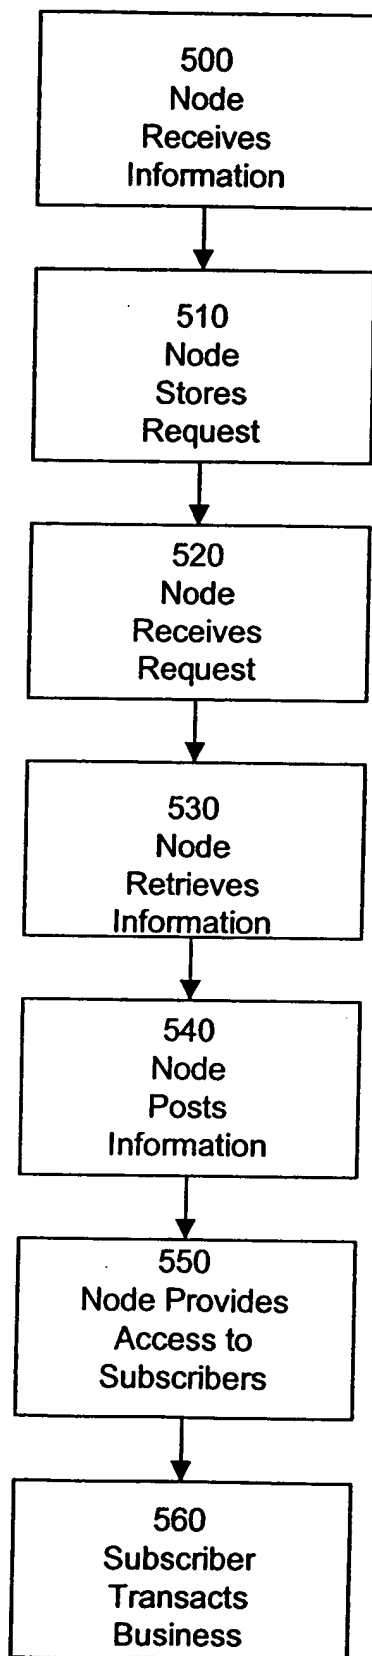 500
Node
Receives
Information
510
Node
Stores
Request
520
Node
Receives
Request
530
Node
Retrieves
Information
540
Node
Posts
Information
550
Node Provides
Access to
Subscribers
560
Subscriber
Transacts
Business